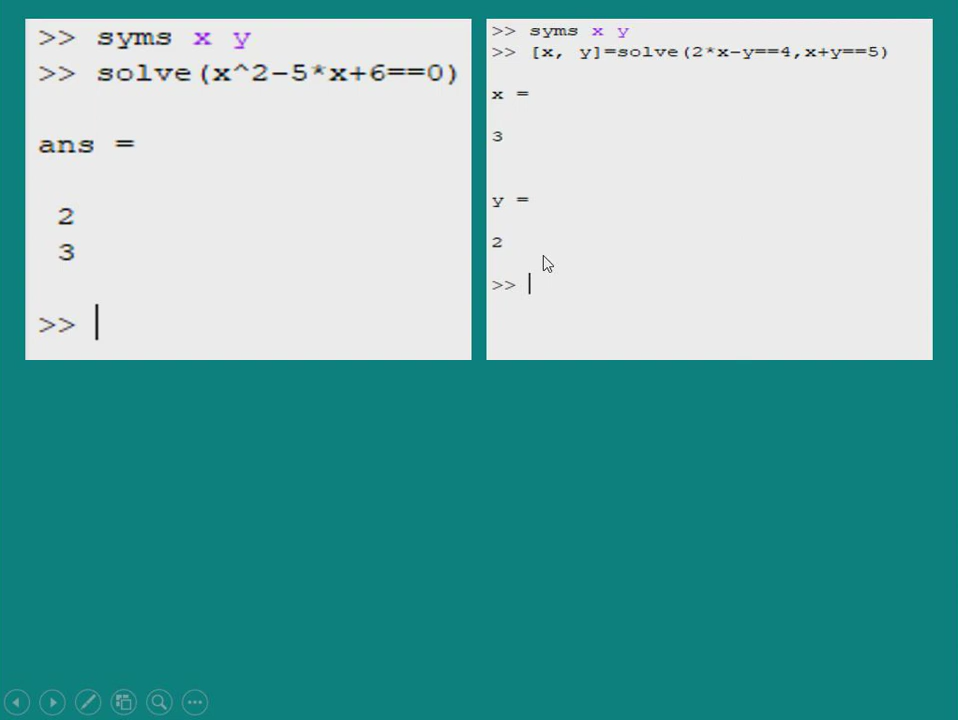 >> syms x y
>> solve(x^2-5*x+6==0)
ans =
2
3
>>
>> syms x y
>> [x, y]=solve(2*x-y==4,x+y==5)
x =
3
y =
2
>>